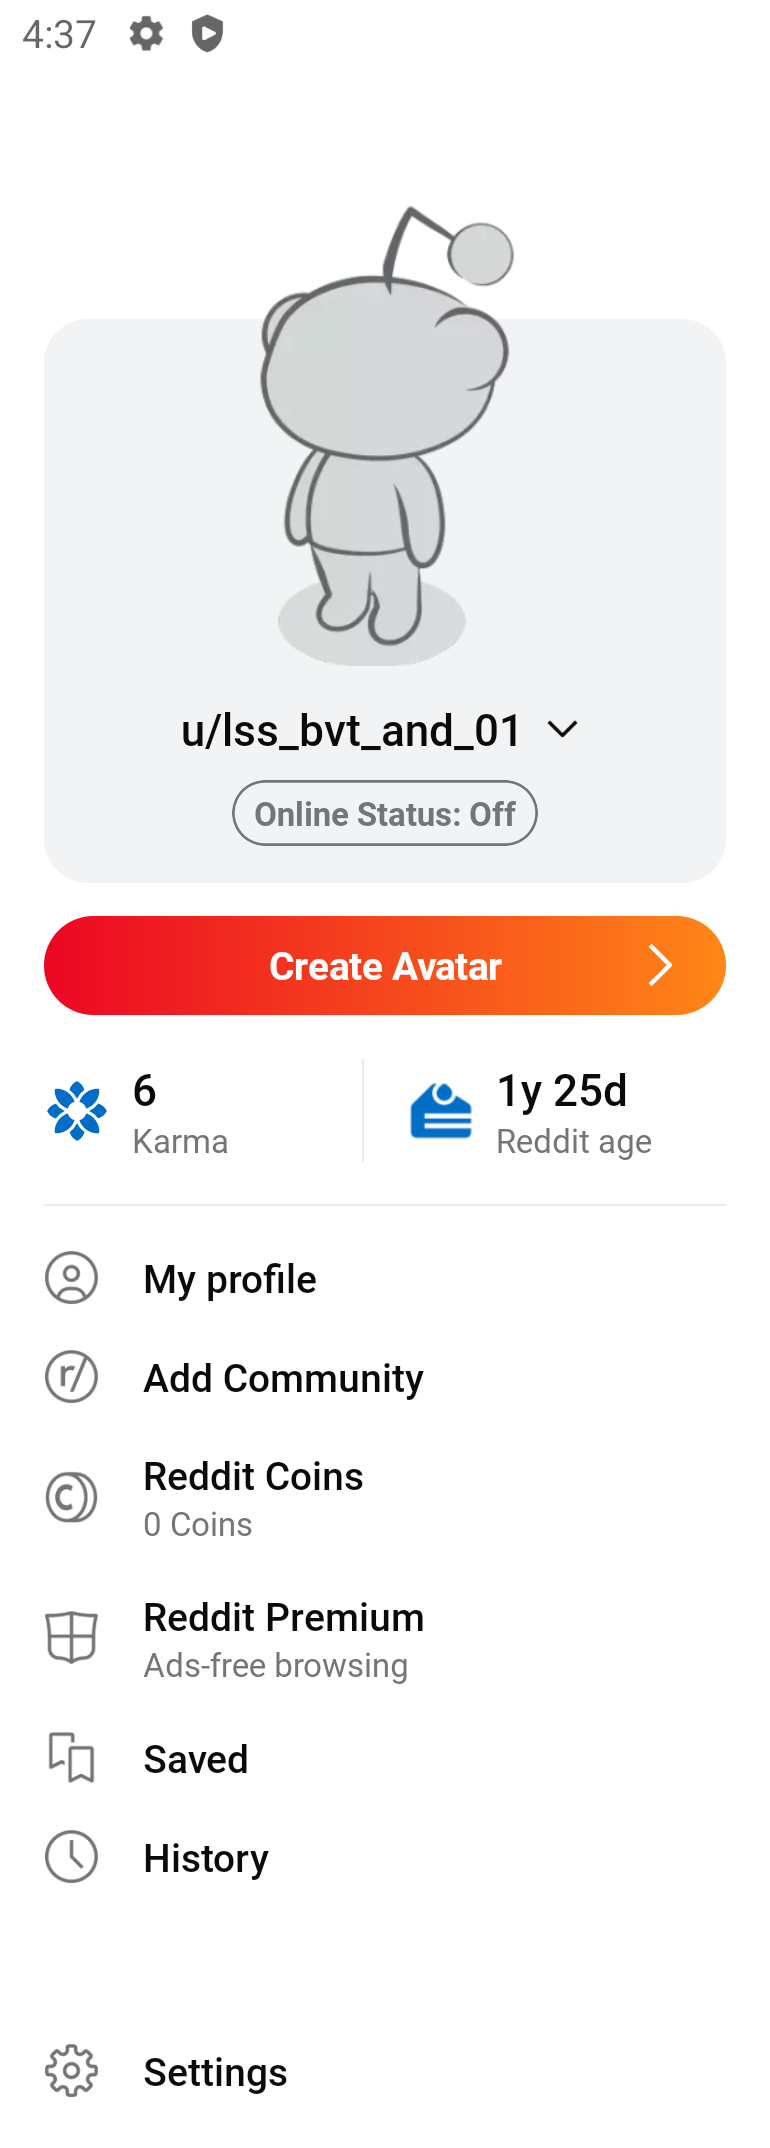 4:37
u/lss_bvt_and_01
Online Status: Off
Create Avatar
6
Karma
1y 25d
Reddit age
My profile
r/
Add Community
Reddit Coins
0 Coins
Reddit Premium
Ads-free browsing
Saved
History
Settings